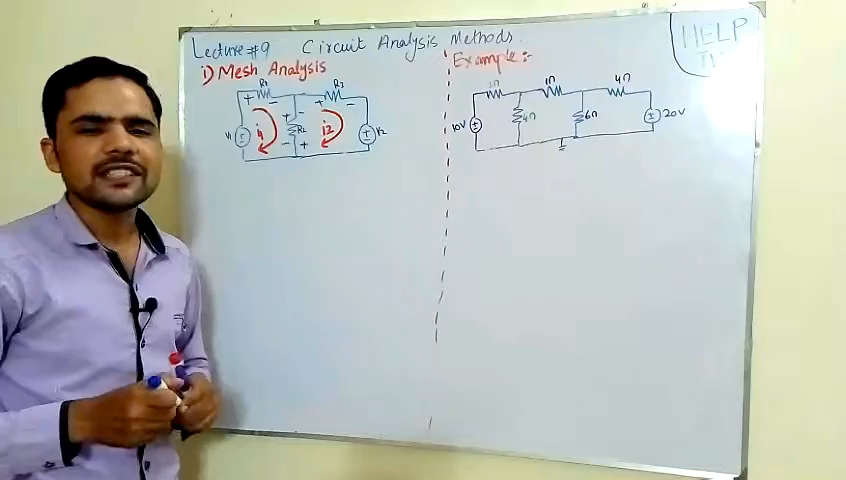 Lecture #9 Circuit Analysis Methods.
HELP
i) Mesh Analysis
Example:-
R1
R3
+ - + -
V1
i1
+ -
R2
i2
V2
- +
1Ω
4Ω
10V
4Ω
6Ω
20V